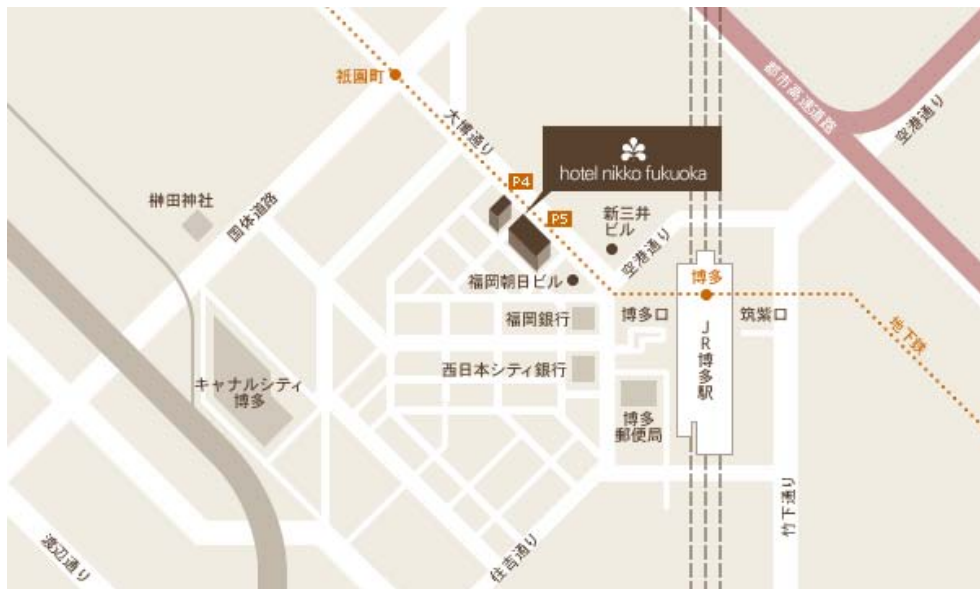 祇園町
大博通り
都市高速道路
空港通り
hotel nikko fukuoka
P4
P5
櫛田神社
国体道路
新三井
ビル
空港通り
福岡朝日ビル
博多
福岡銀行
博多口
筑紫口
地下鉄
JR博多駅
西日本シティ銀行
キャナルシティ
博多
博多
郵便局
竹下通り
住吉通り
渡辺通り